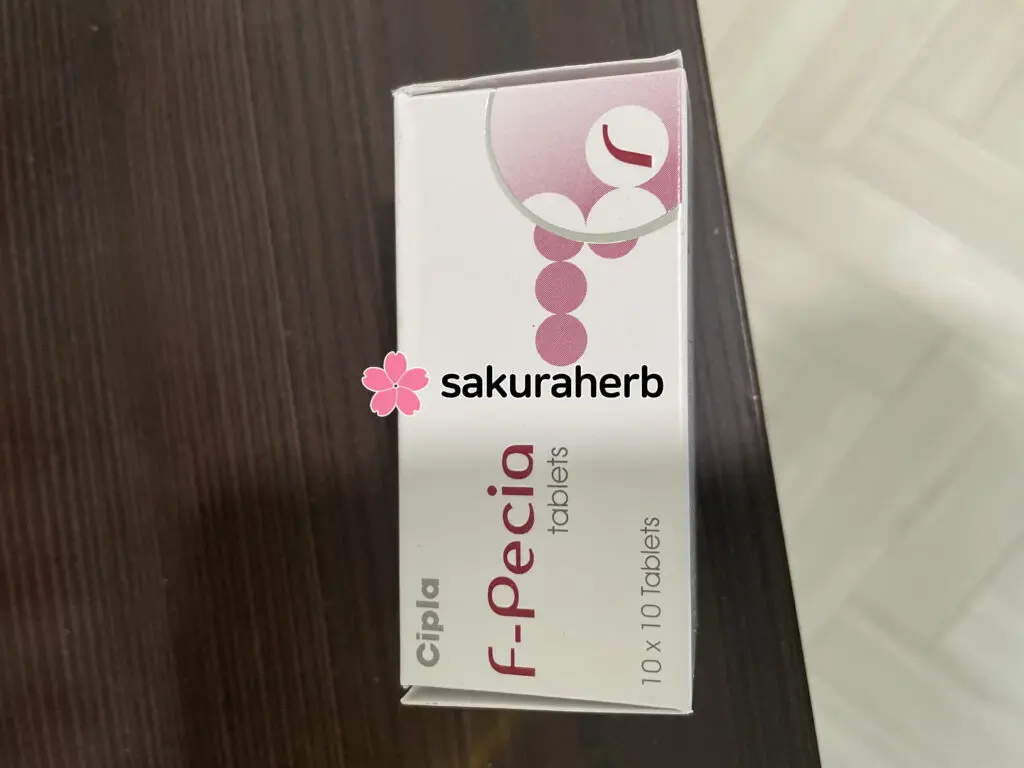 Cipla
F-Pecia
tablets
10 x 10 Tablets
sakuraherb